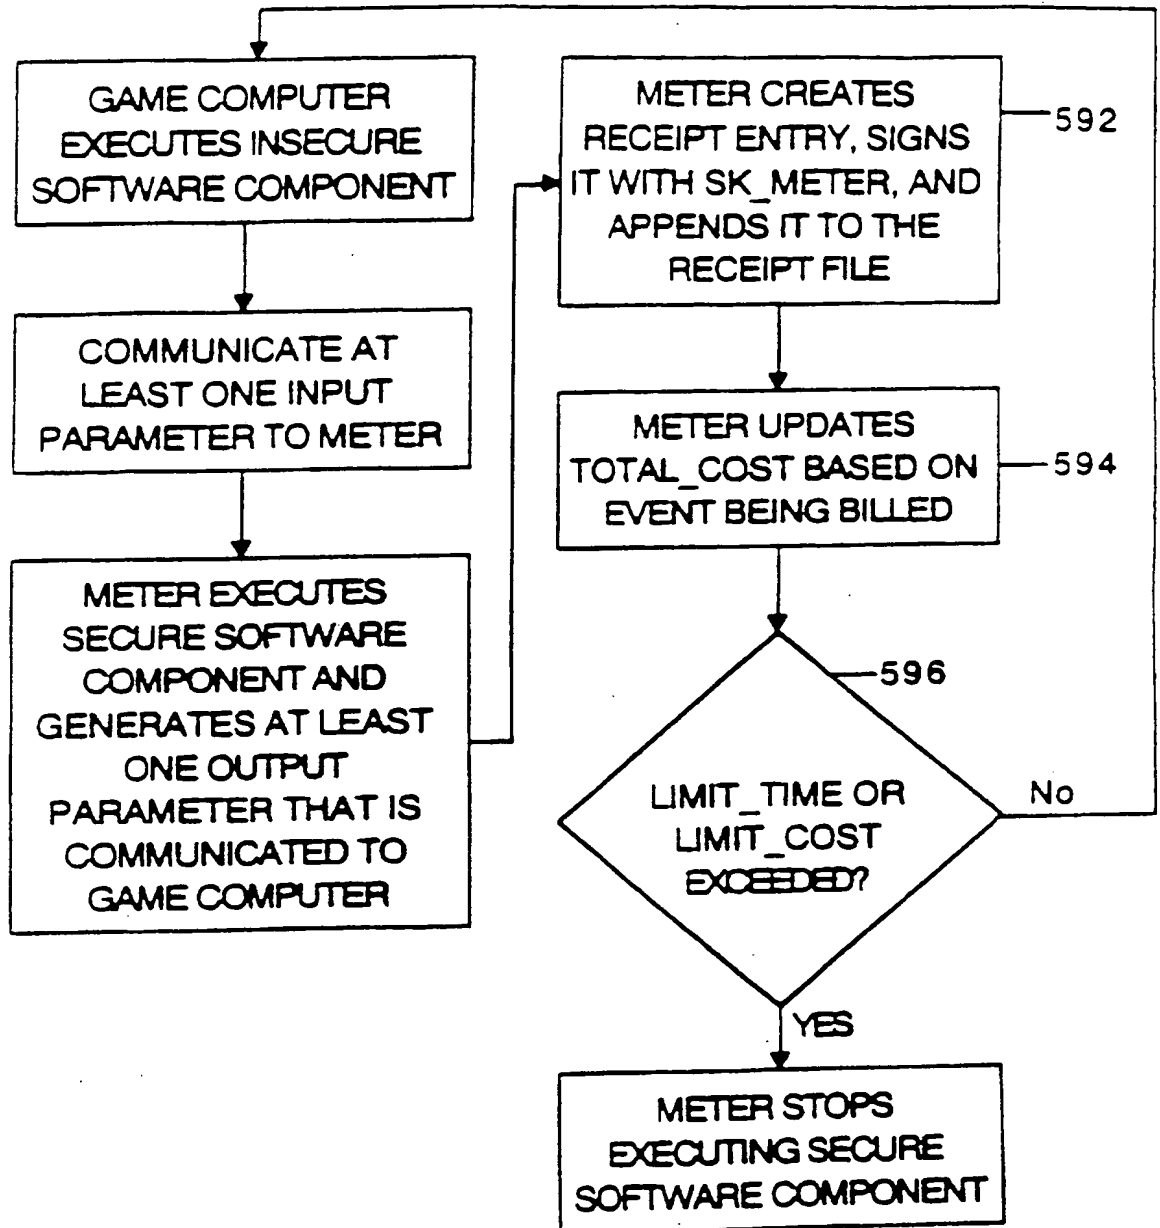 GAME COMPUTER
EXECUTES INSECURE
SOFTWARE COMPONENT
COMMUNICATE AT
LEAST ONE INPUT
PARAMETER TO METER
METER EXECUTES
SECURE SOFTWARE
COMPONENT AND
GENERATES AT LEAST
ONE OUTPUT
PARAMETER THAT IS
COMMUNICATED TO
GAME COMPUTER
METER CREATES
RECEIPT ENTRY, SIGNS
IT WITH SK_METER, AND
APPENDS IT TO THE
RECEIPT FILE
592
METER UPDATES
TOTAL_COST BASED ON
EVENT BEING BILLED
594
596
LIMIT_TIME OR
LIMIT_COST
EXCEEDED?
No
YES
METER STOPS
EXECUTING SECURE
SOFTWARE COMPONENT